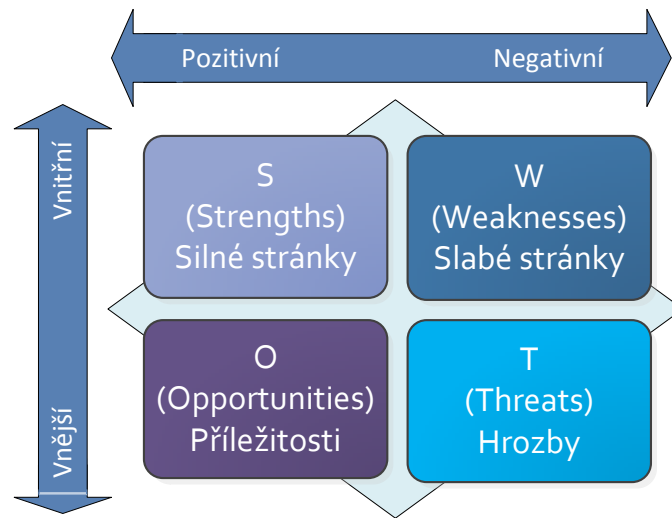 Pozitivní
Negativní
Vnitřní
S
(Strengths)
Silné stránky
W
(Weaknesses)
Slabé stránky
Vnější
O
(Opportunities)
Příležitosti
T
(Threats)
Hrozby